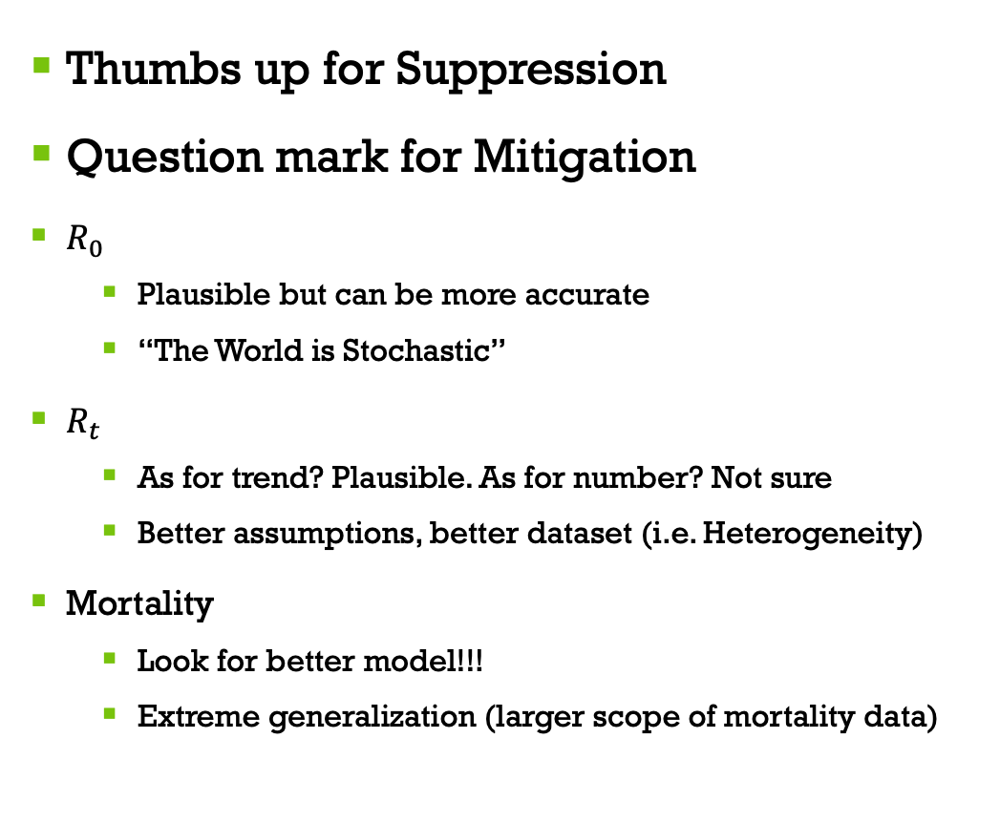 Thumbs up for Suppression
Question mark for Mitigation
R₀
Plausible but can be more accurate
“The World is Stochastic”
Rₜ
As for trend? Plausible. As for number? Not sure
Better assumptions, better dataset (i.e. Heterogeneity)
Mortality
Look for better model!!!
Extreme generalization (larger scope of mortality data)